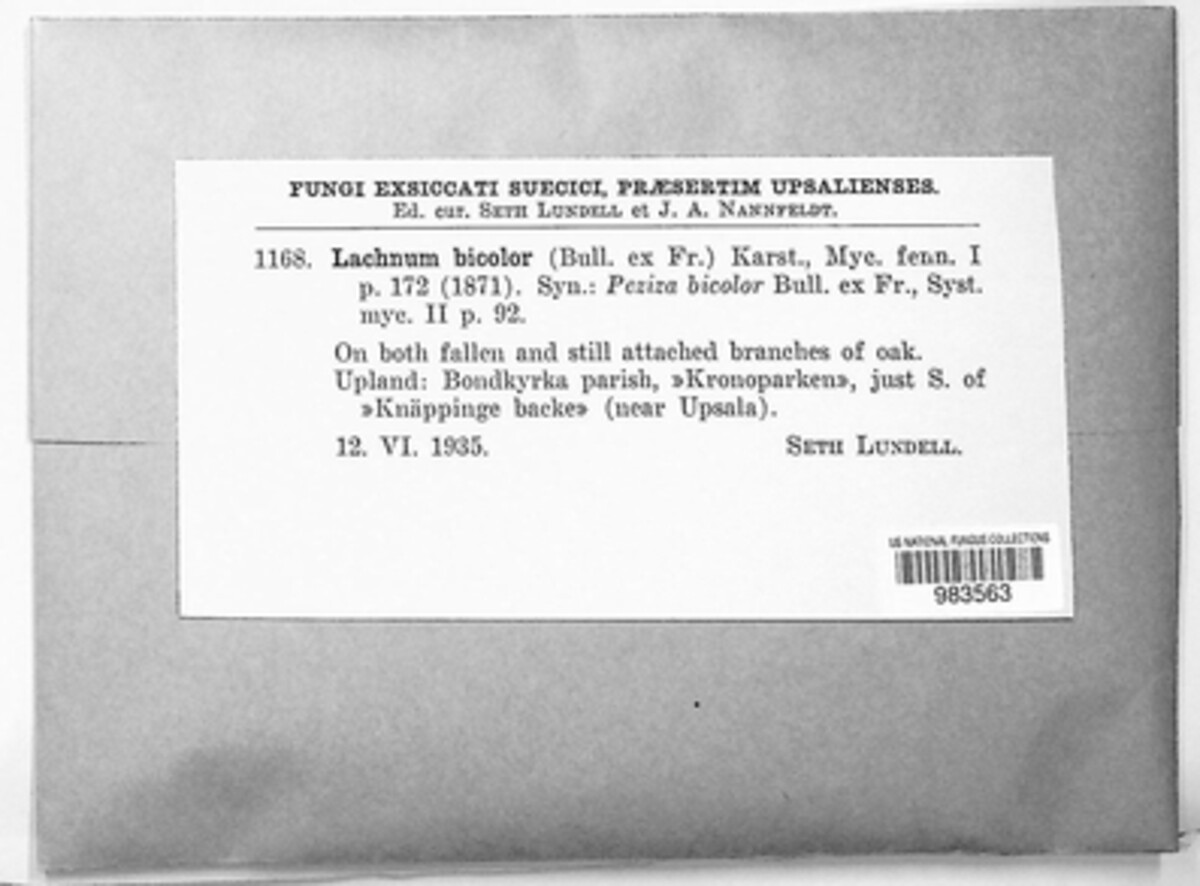 FUNGI EXSICCATI SUECICI, PRÆSERTIM UPSALIENSES.
Ed. cur. SETH LUNDELL et J. A. NANNFELDT.
1168. Lachnum bicolor (Bull. ex Fr.) Karst., Myc. fenn. I
p. 172 (1871). Syn.: Peziza bicolor Bull. ex Fr., Syst.
myc. II p. 92.
On both fallen and still attached branches of oak.
Upland: Bondkyrka parish, »Kronoparken», just S. of
»Knäppinge backe» (near Upsala).
12. VI. 1935. SETH LUNDELL.
US NATIONAL FUNGUS COLLECTIONS
983563